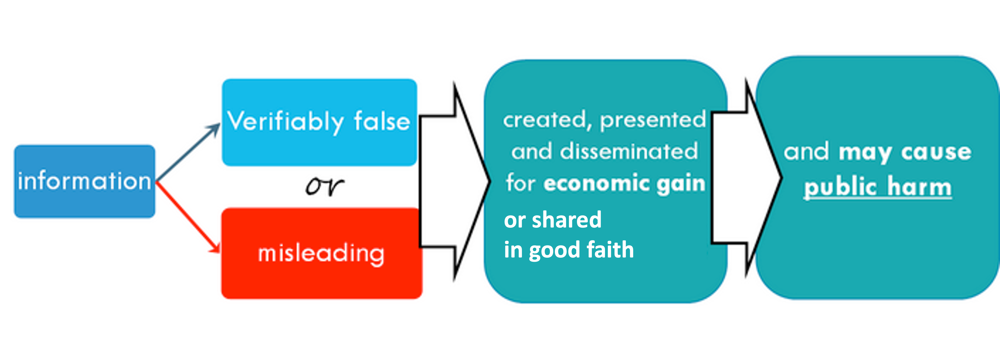 information
Verifiably false
or
misleading
created, presented
and disseminated
for economic gain
or shared
in good faith
and may cause
public harm